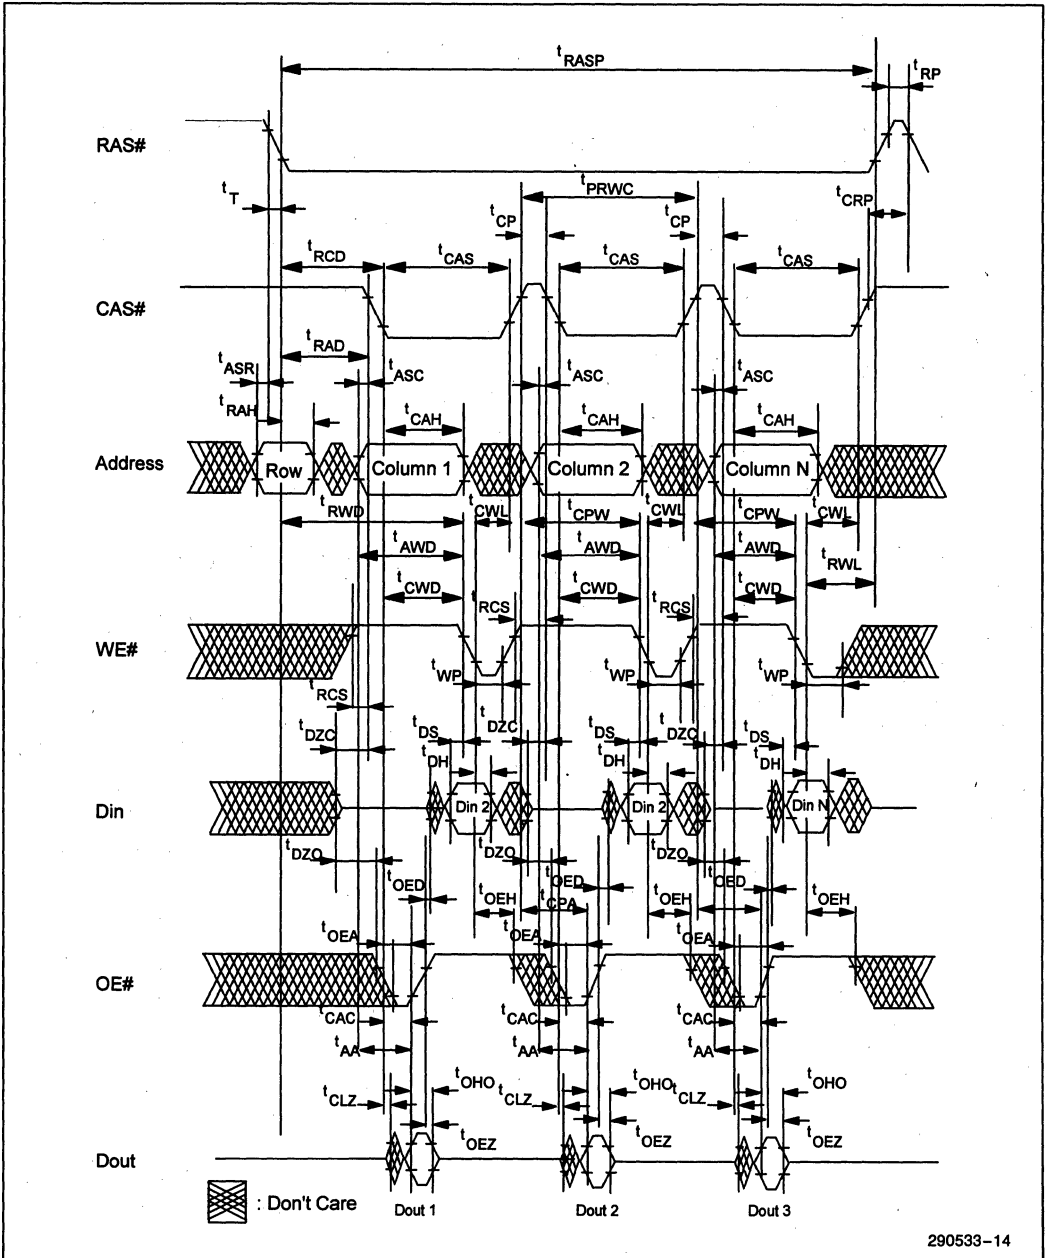 tRASP
tRP
RAS#
tT
tPRWC
tCRP
tCP
tCP
tRCD
tCAS
tCAS
tCAS
CAS#
tRAD
tASR
tASC
tASC
tASC
tRAH
tCAH
tCAH
tCAH
Address
Row
Column 1
Column 2
Column N
tRWD
tCWL
tCPW
tCWL
tCPW
tCWL
tAWD
tAWD
tAWD
tRWL
tCWD
tCWD
tCWD
tRCS
tRCS
WE#
tWP
tWP
tWP
tRCS
tDZC
tDZC
tDS
tDZC
tDS
tDH
tDH
tDH
Din
Din 2
Din 2
Din N
tDZO
tDZO
tDZO
tOED
tOED
tOED
tOEH
tOEH
tOEH
tCPA
tOEA
tOEA
tOEA
OE#
tCAC
tCAC
tCAC
tAA
tAA
tAA
tCLZ
tOHO
tCLZ
tOHO
tCLZ
tOHO
tOEZ
tOEZ
tOEZ
Dout
: Don't Care
Dout 1
Dout 2
Dout 3
290533–14